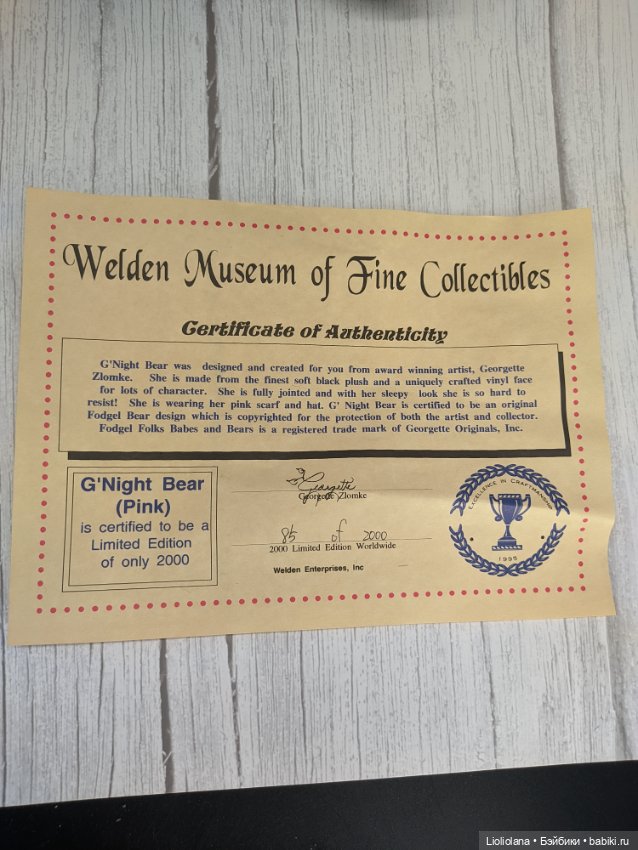 Welden Museum of Fine Collectibles
Certificate of Authenticity
G'Night Bear was designed and created for you from award winning artist, Georgette
Zlomke. She is made from the finest soft black plush and a uniquely crafted vinyl face
for lots of character. She is fully jointed and with her sleepy look she is so hard to
resist! She is wearing her pink scarf and hat. G' Night Bear is certified to be an original
Fodgel Bear design which is copyrighted for the protection of both the artist and collector.
Fodgel Folks Babes and Bears is a registered trade mark of Georgette Originals, Inc.
G'Night Bear
(Pink)
is certified to be a
Limited Edition
of only 2000
Georgette
Georgette Zlomke
85 of 2000
2000 Limited Edition Worldwide
Welden Enterprises, Inc
EXCELLENCE IN CRAFTSMANSHIP
1995
Lioliolana • Бэйбики • babiki.ru